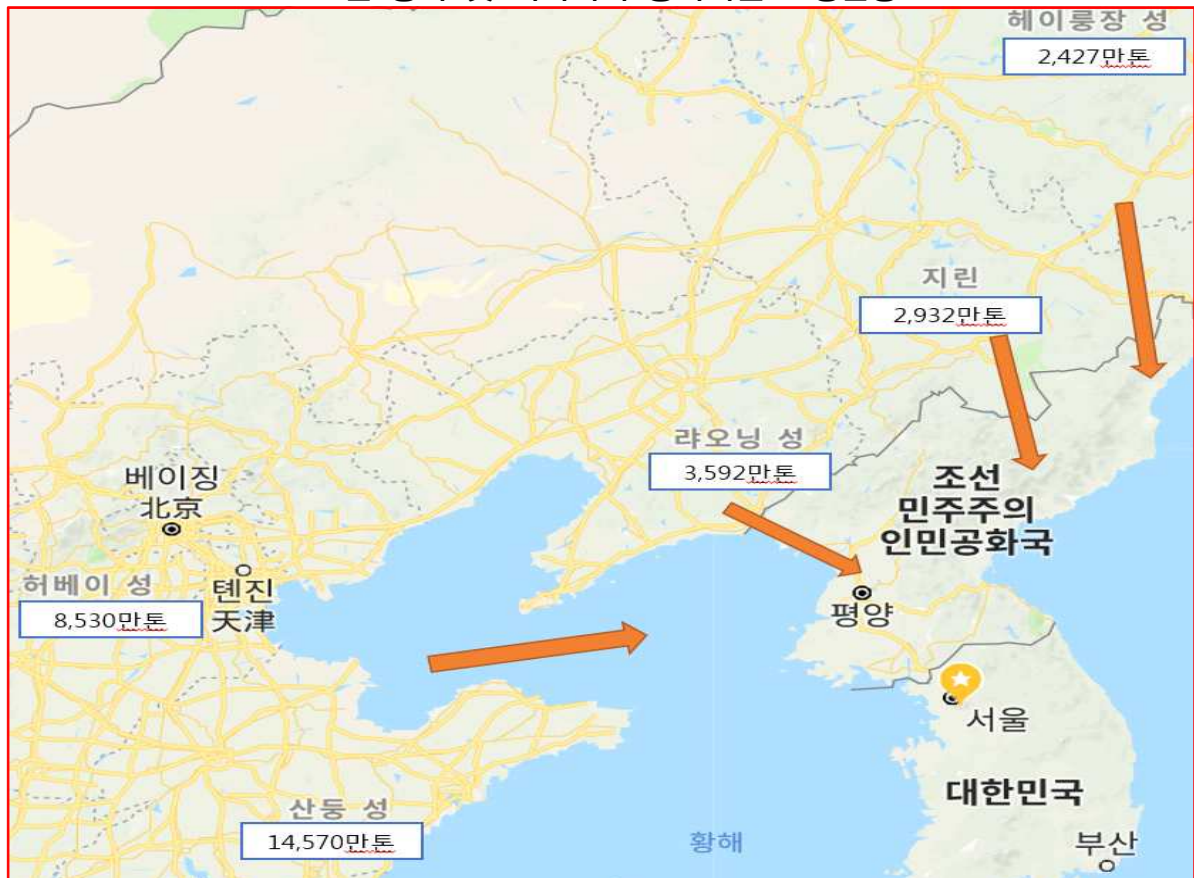 헤이룽장 성
2,427만톤
지린
2,932만톤
랴오닝 성
3,592만톤
조선
민주주의
인민공화국
베이징
北京
허베이 성
8,530만톤
톈진
天津
평양
서울
대한민국
산둥 성
14,570만톤
황해
부산